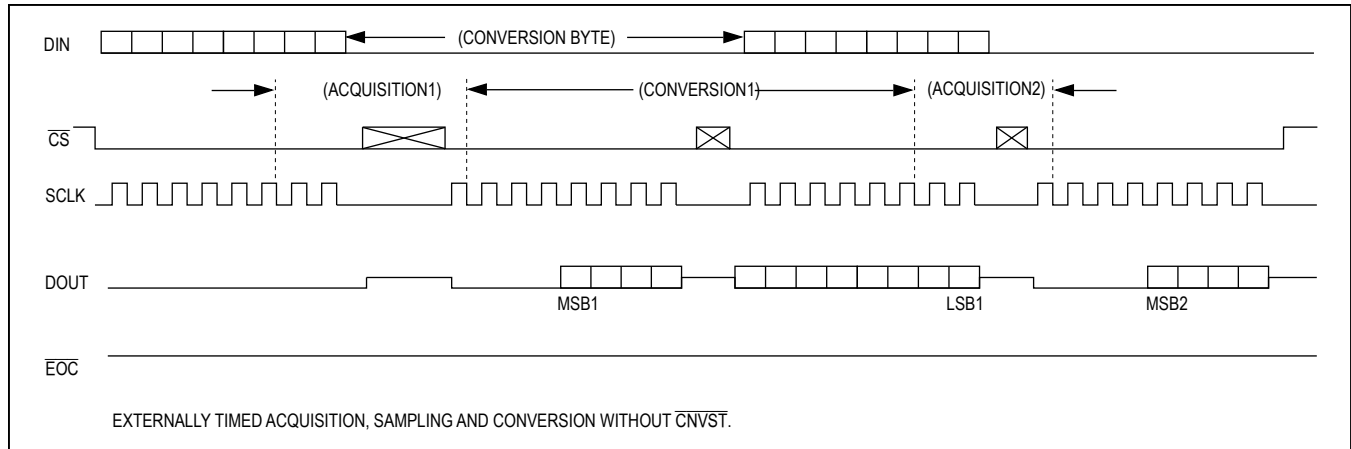 DIN (CONVERSION BYTE)
(ACQUISITION1) (CONVERSION1) (ACQUISITION2)
CS
SCLK
DOUT
MSB1 LSB1 MSB2
EOC
EXTERNALLY TIMED ACQUISITION, SAMPLING AND CONVERSION WITHOUT CNVST.